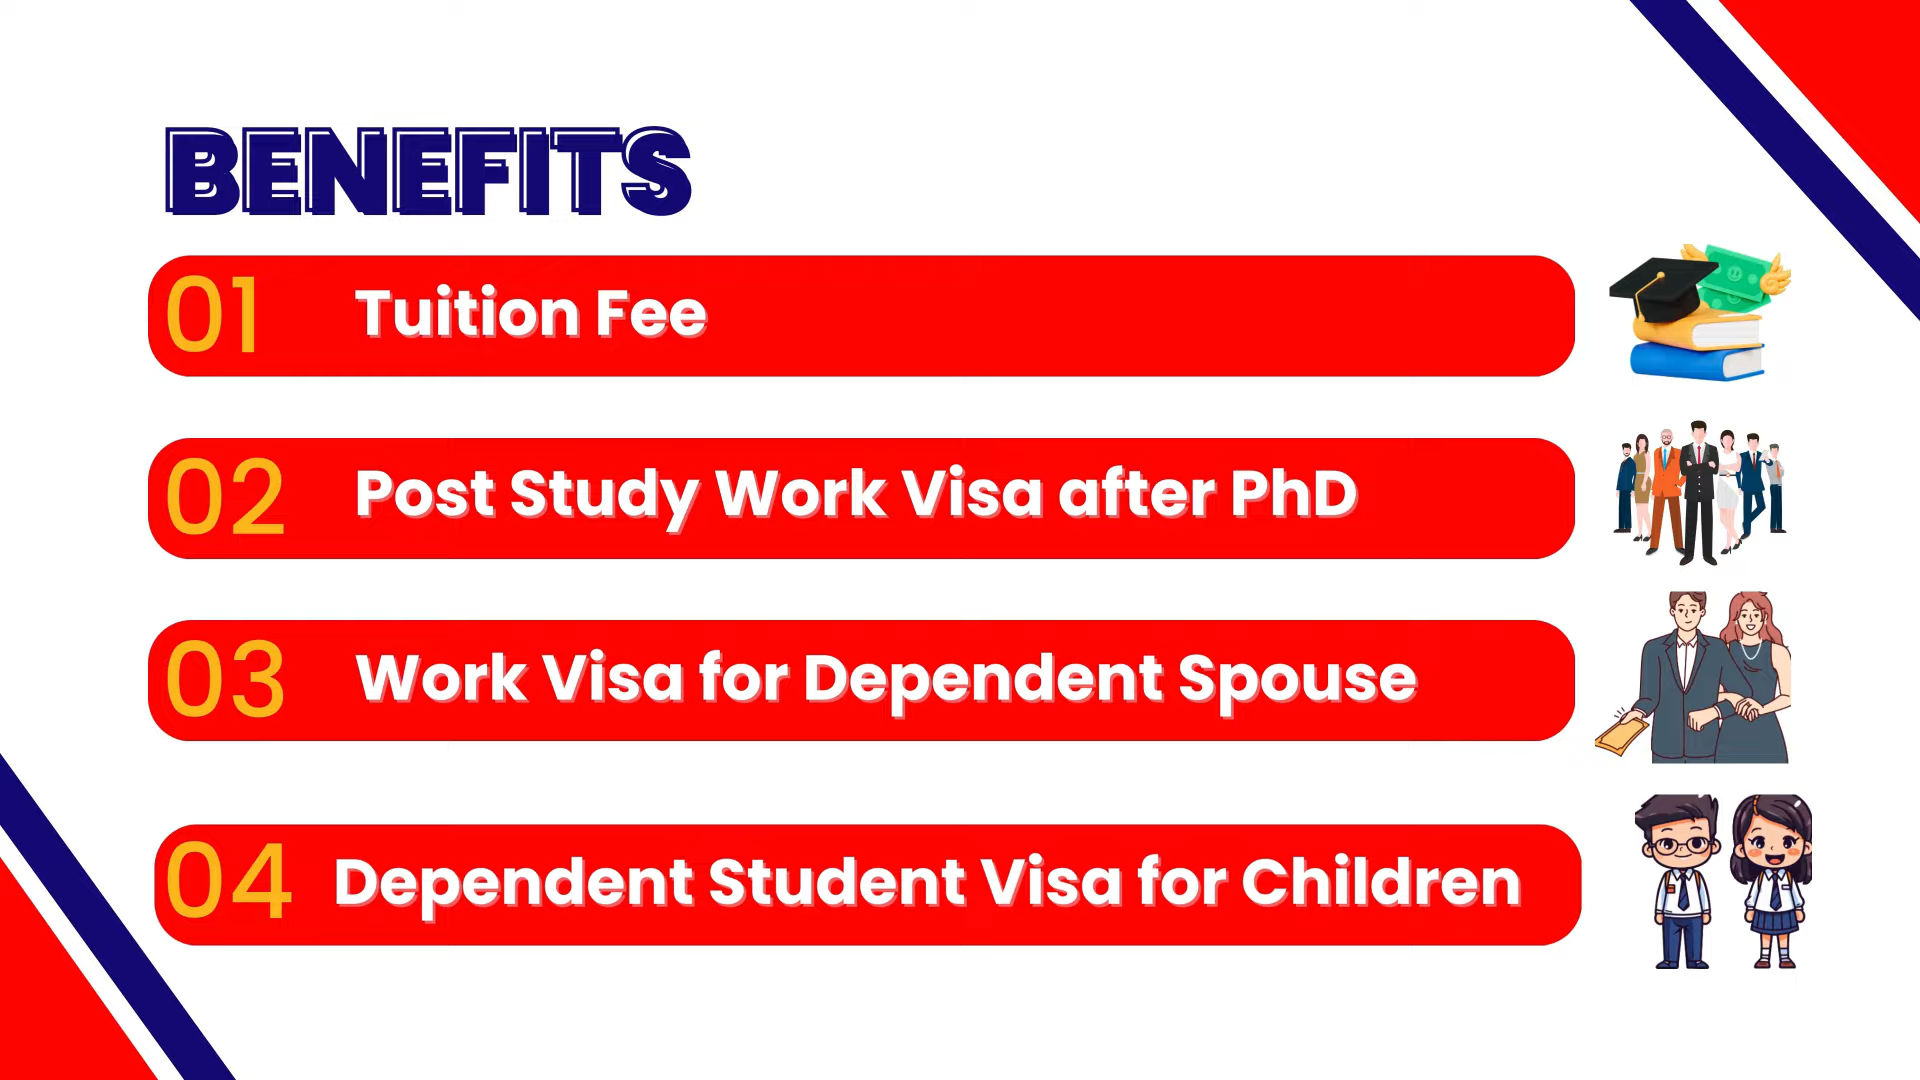 BENEFITS
01 Tuition Fee
02 Post Study Work Visa after PhD
03 Work Visa for Dependent Spouse
04 Dependent Student Visa for Children